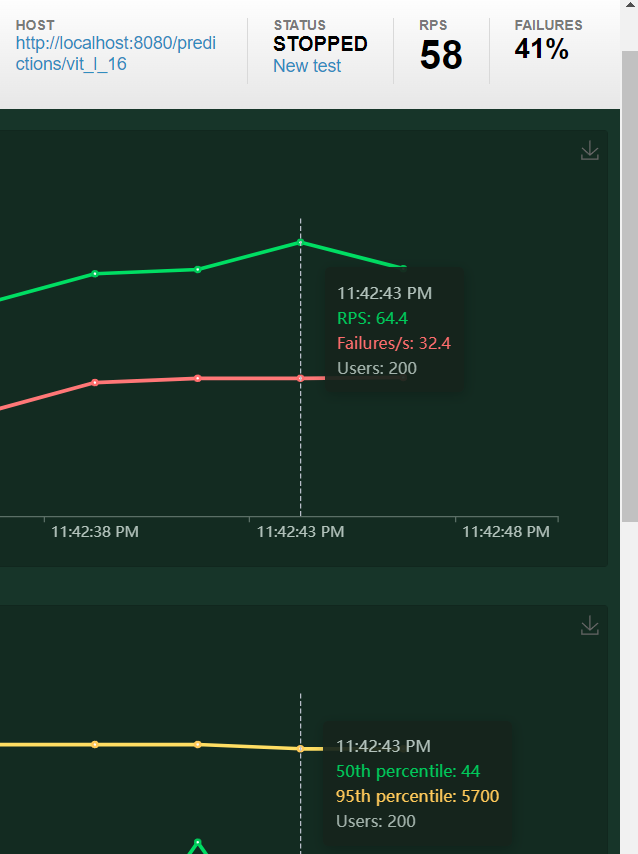 HOST
http://localhost:8080/predi
ctions/vit_l_16
STATUS
STOPPED
New test
RPS
58
FAILURES
41%
11:42:43 PM
RPS: 64.4
Failures/s: 32.4
Users: 200
11:42:38 PM
11:42:43 PM
11:42:48 PM
11:42:43 PM
50th percentile: 44
95th percentile: 5700
Users: 200